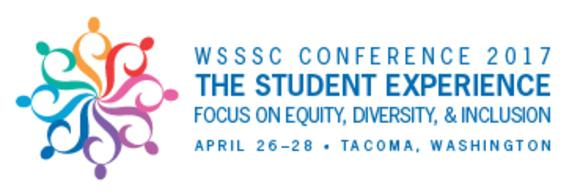 WSSSC CONFERENCE 2017
THE STUDENT EXPERIENCE
FOCUS ON EQUITY, DIVERSITY, & INCLUSION
APRIL 26–28 • TACOMA, WASHINGTON